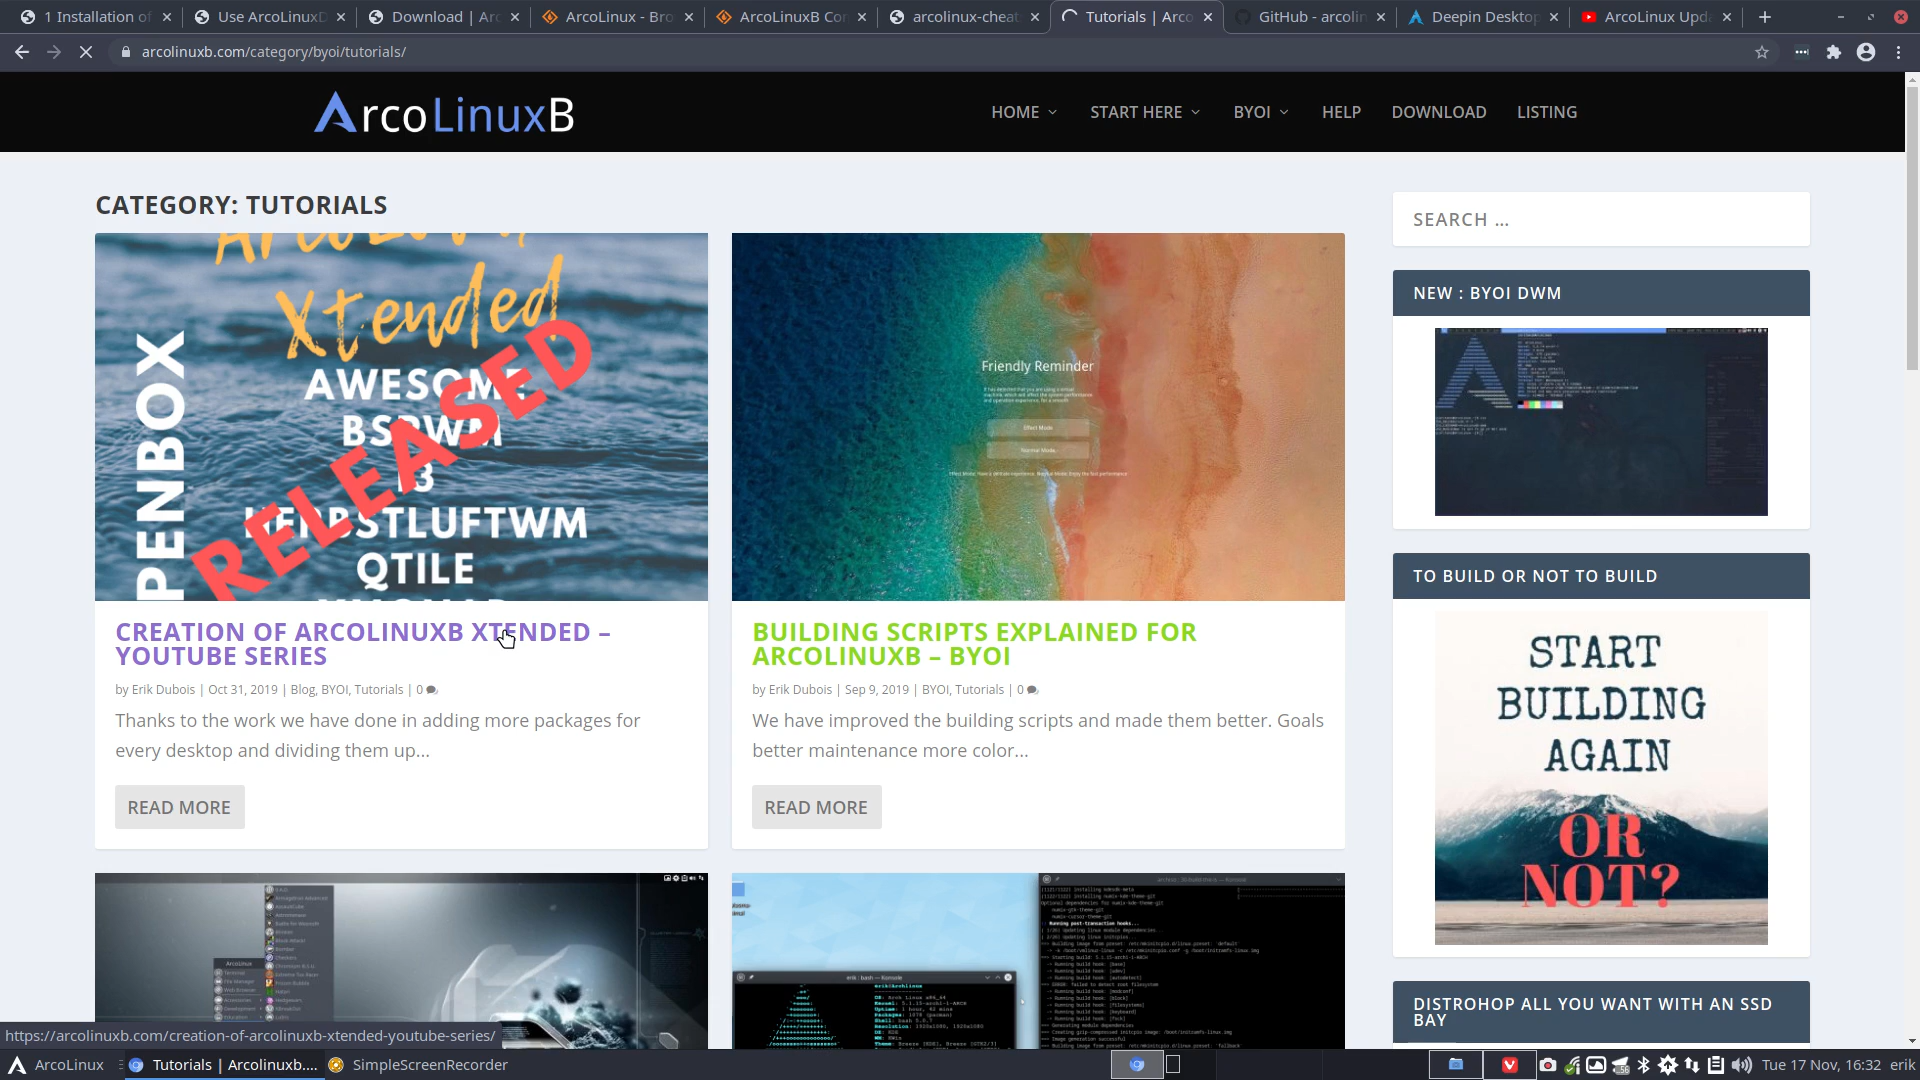 1 Installation of
Use ArcoLinuxD
Download | Arc
ArcoLinux - Bro
ArcoLinuxB Con
arcolinux-cheat
Tutorials | Arco
GitHub - arcolin
Deepin Desktop
ArcoLinux Upda
arcolinuxb.com/category/byoi/tutorials/
ArcoLinuxB
HOME
START HERE
BYOI
HELP
DOWNLOAD
LISTING
CATEGORY: TUTORIALS
Xtended
AWESOME
BSPWM
HERBSTLUFTWM
QTILE
PENBOX
RELEASED
CREATION OF ARCOLINUXB XTENDED –
YOUTUBE SERIES
by Erik Dubois | Oct 31, 2019 | Blog, BYOI, Tutorials | 0
Thanks to the work we have done in adding more packages for
every desktop and dividing them up...
READ MORE
Friendly Reminder
Effect Mode
Normal Mode
BUILDING SCRIPTS EXPLAINED FOR
ARCOLINUXB – BYOI
by Erik Dubois | Sep 9, 2019 | BYOI, Tutorials | 0
We have improved the building scripts and made them better. Goals
better maintenance more color...
READ MORE
SEARCH ...
NEW : BYOI DWM
TO BUILD OR NOT TO BUILD
START
BUILDING
AGAIN
OR
NOT?
DISTROHOP ALL YOU WANT WITH AN SSD
BAY
https://arcolinuxb.com/creation-of-arcolinuxb-xtended-youtube-series/
ArcoLinux
Tutorials | Arcolinuxb....
SimpleScreenRecorder
Tue 17 Nov, 16:32
erik